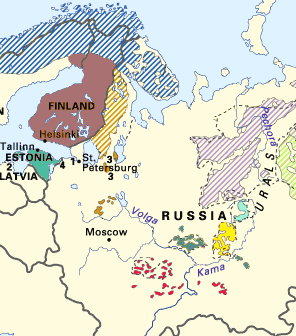 FINLAND
Pechora
N
Helsinki
Tallinn
ESTONIA
2
4
1
St.
Petersburg
3
3
LATVIA
URALS
Volga
RUSSIA
Moscow
Kama